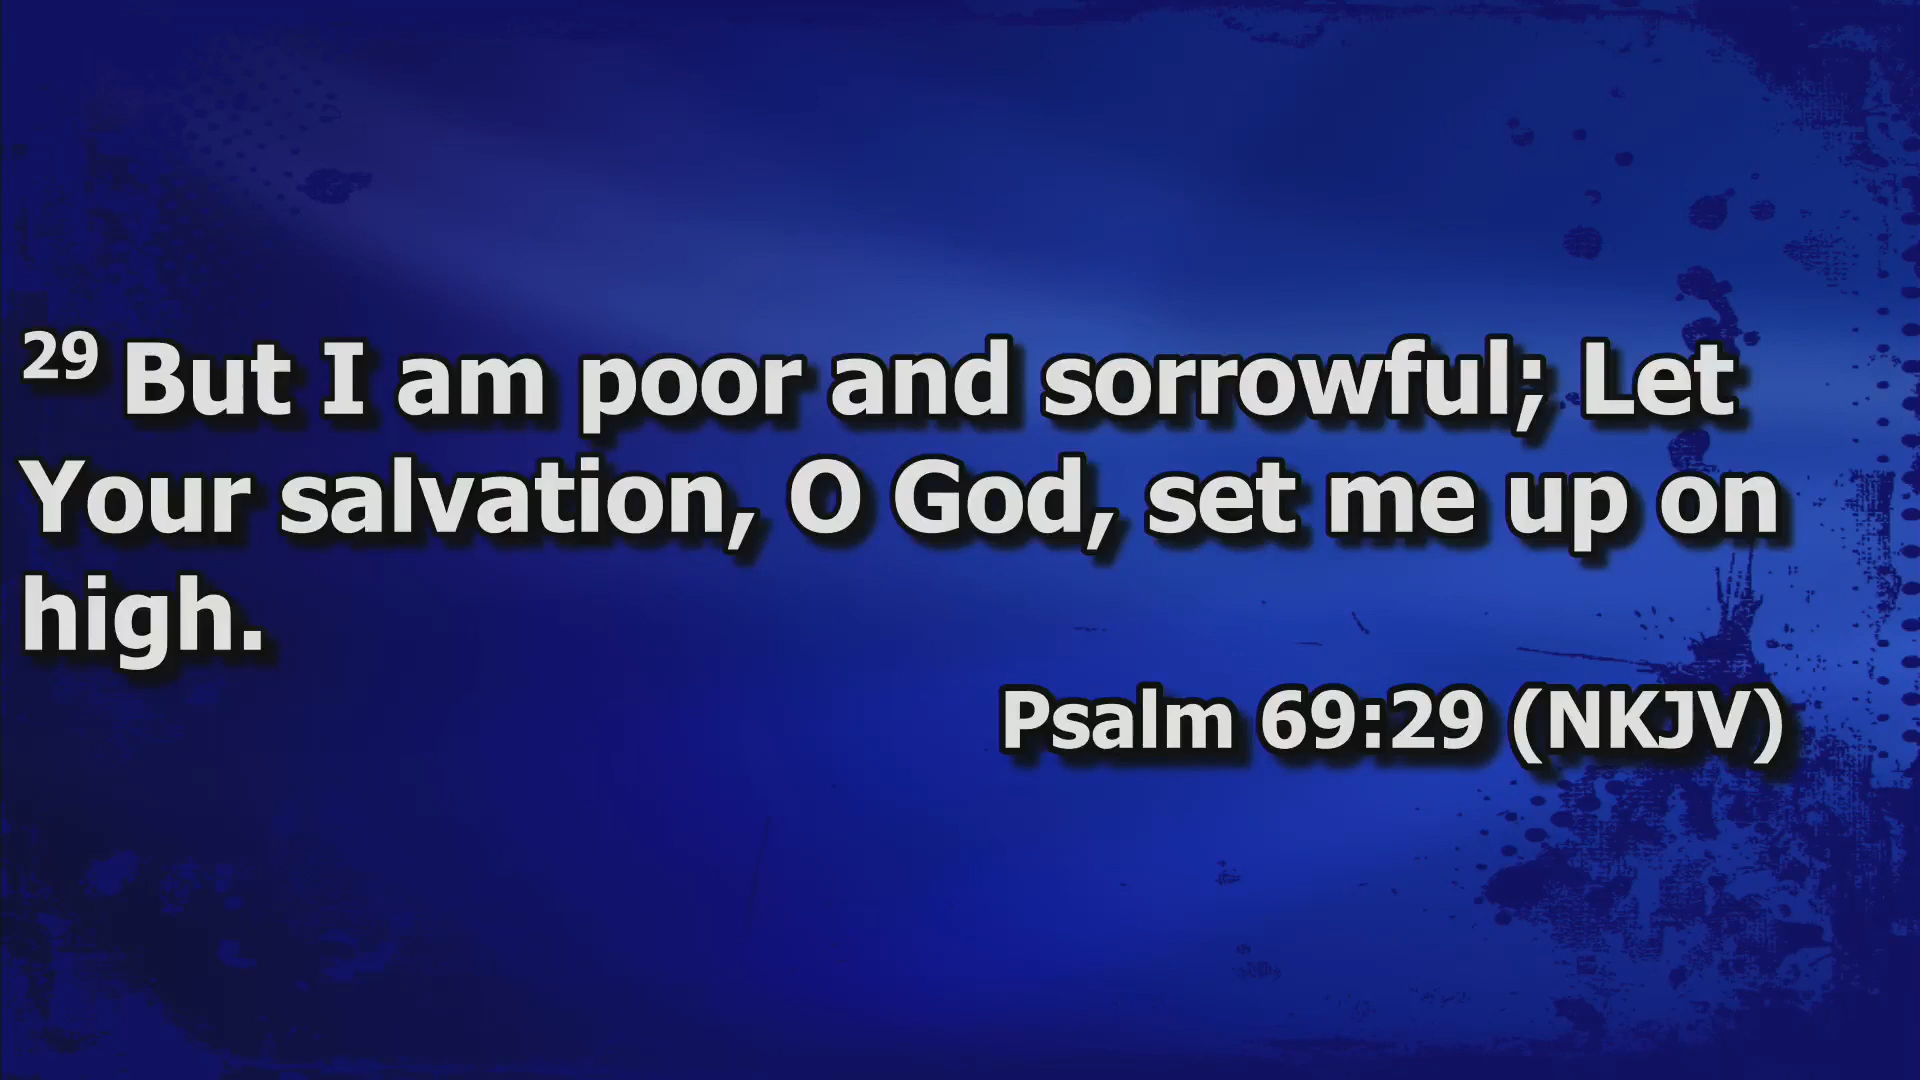 29 But I am poor and sorrowful; Let
Your salvation, O God, set me up on
high.
Psalm 69:29 (NKJV)